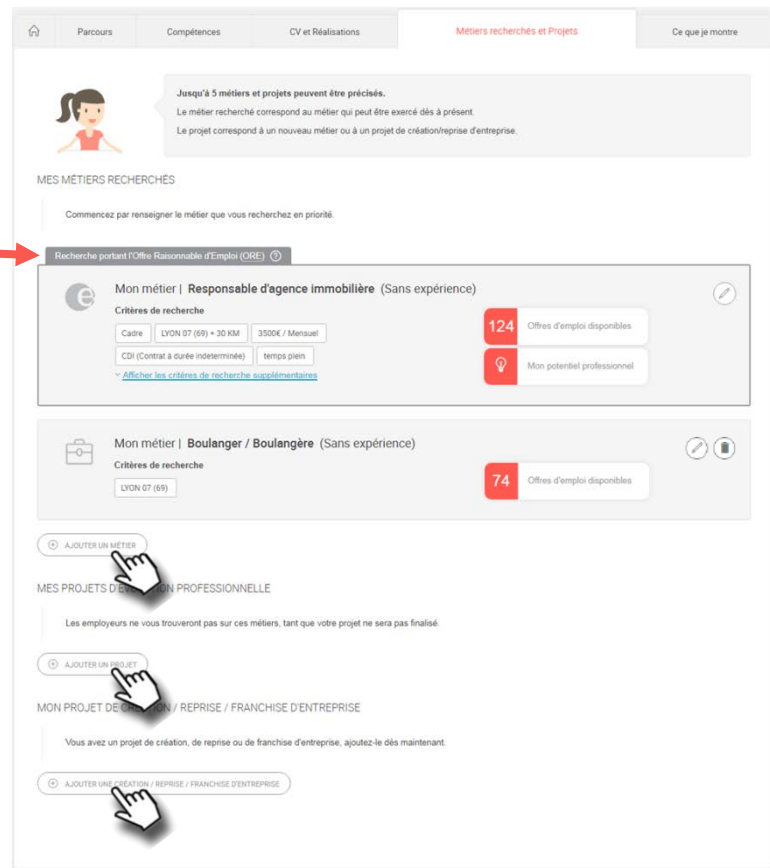 Parcours
Compétences
CV et Réalisations
Métiers recherchés et Projets
Ce que je montre
Jusqu'à 5 métiers et projets peuvent être précisés.
Le métier recherché correspond au métier qui peut être exercé dès à présent.
Le projet correspond à un nouveau métier ou à un projet de création/reprise d'entreprise.
MES MÉTIERS RECHERCHÉS
Commencez par renseigner le métier que vous recherchez en priorité.
Recherche portant l'Offre Raisonnable d'Emploi (ORE) ?
Mon métier | Responsable d'agence immobilière (Sans expérience)
Critères de recherche
Cadre
LYON 07 (69) + 30 KM
3500€ / Mensuel
CDI (Contrat à durée indeterminée)
temps plein
Afficher les critères de recherche supplémentaires
124 Offres d'emploi disponibles
Mon potentiel professionnel
Mon métier | Boulanger / Boulangère (Sans expérience)
Critères de recherche
LYON 07 (69)
74 Offres d'emploi disponibles
AJOUTER UN MÉTIER
MES PROJETS D'ÉVOLUTION PROFESSIONNELLE
Les employeurs ne vous trouveront pas sur ces métiers, tant que votre projet ne sera pas finalisé.
AJOUTER UN PROJET
MON PROJET DE CRÉATION / REPRISE / FRANCHISE D'ENTREPRISE
Vous avez un projet de création, de reprise ou de franchise d'entreprise, ajoutez-le dès maintenant.
AJOUTER UNE CRÉATION / REPRISE / FRANCHISE D'ENTREPRISE